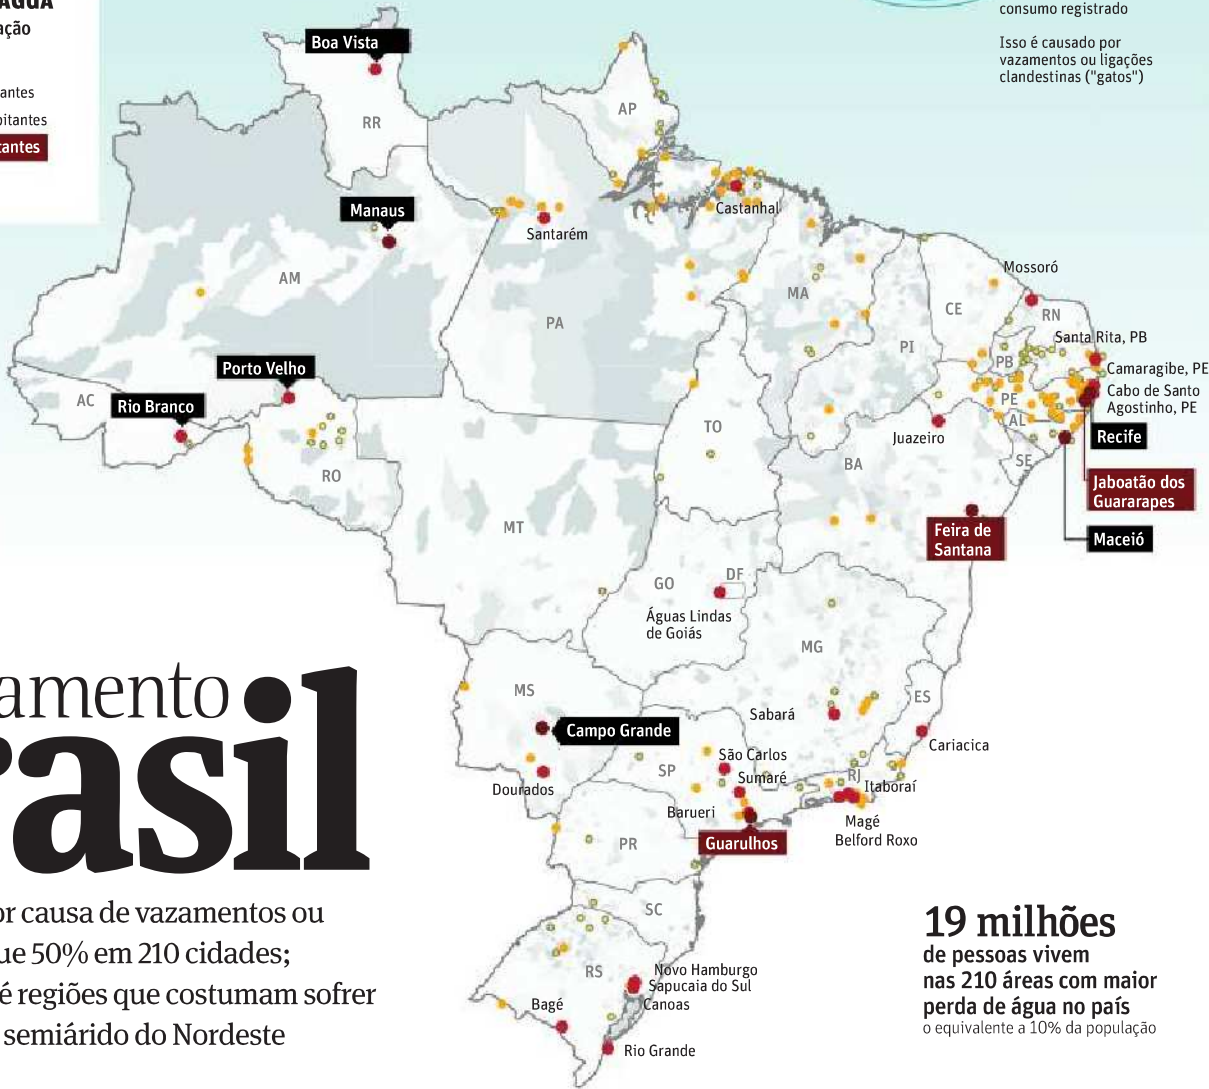 ÁGUA
ação
antes
bitantes
tantes
consumo registrado
Isso é causado por
vazamentos ou ligações
clandestinas ("gatos")
Boa Vista
RR
AP
Manaus
Castanhal
Santarém
AM
PA
MA
CE
Mossoró
RN
PI
Santa Rita, PB
PB
Camaragibe, PE
Porto Velho
Cabo de Santo
Agostinho, PE
AC
Rio Branco
PE
AL
TO
Juazeiro
Recife
RO
BA
SE
Jaboatão dos
Guararapes
MT
Feira de
Santana
Maceió
GO
DF
Águas Lindas
de Goiás
MG
MS
ES
Sabará
Campo Grande
Cariacica
São Carlos
SP
Sumaré
RJ
Itaboraí
Dourados
Barueri
Magé
Belford Roxo
Guarulhos
PR
SC
RS
Novo Hamburgo
Sapucaia do Sul
Canoas
Bagé
Rio Grande
amento
rasil
or causa de vazamentos ou
ue 50% em 210 cidades;
é regiões que costumam sofrer
semiárido do Nordeste
19 milhões
de pessoas vivem
nas 210 áreas com maior
perda de água no país
o equivalente a 10% da população